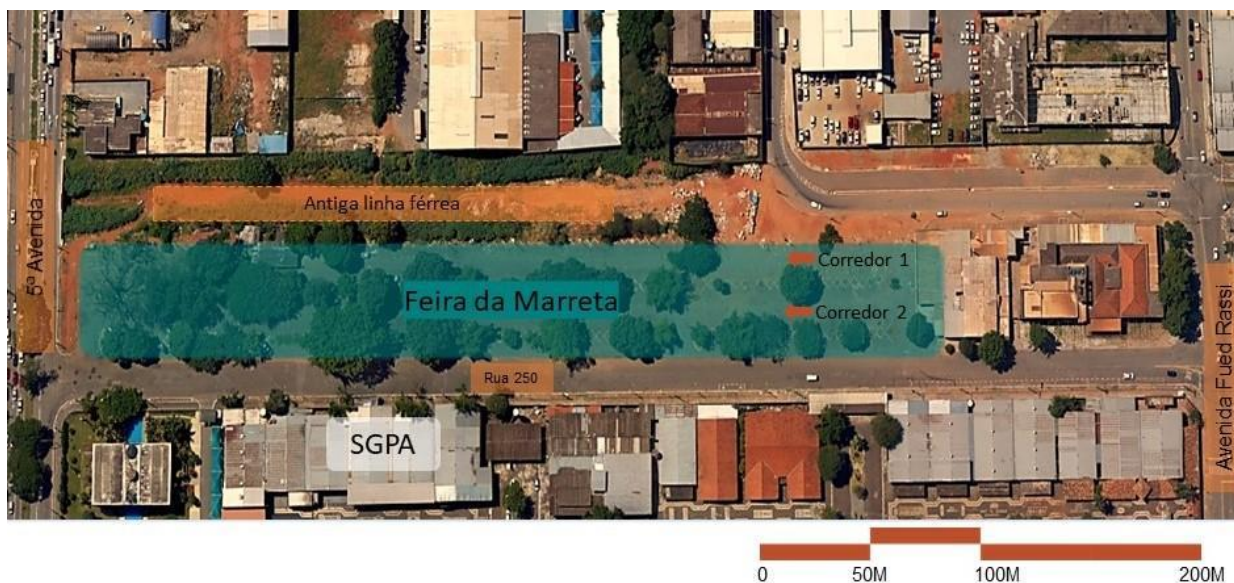 Antiga linha férrea
5ª Avenida
Corredor 1
Feira da Marreta
Corredor 2
Rua 250
SGPA
Avenida Fued Rassi
0 50M 100M 200M